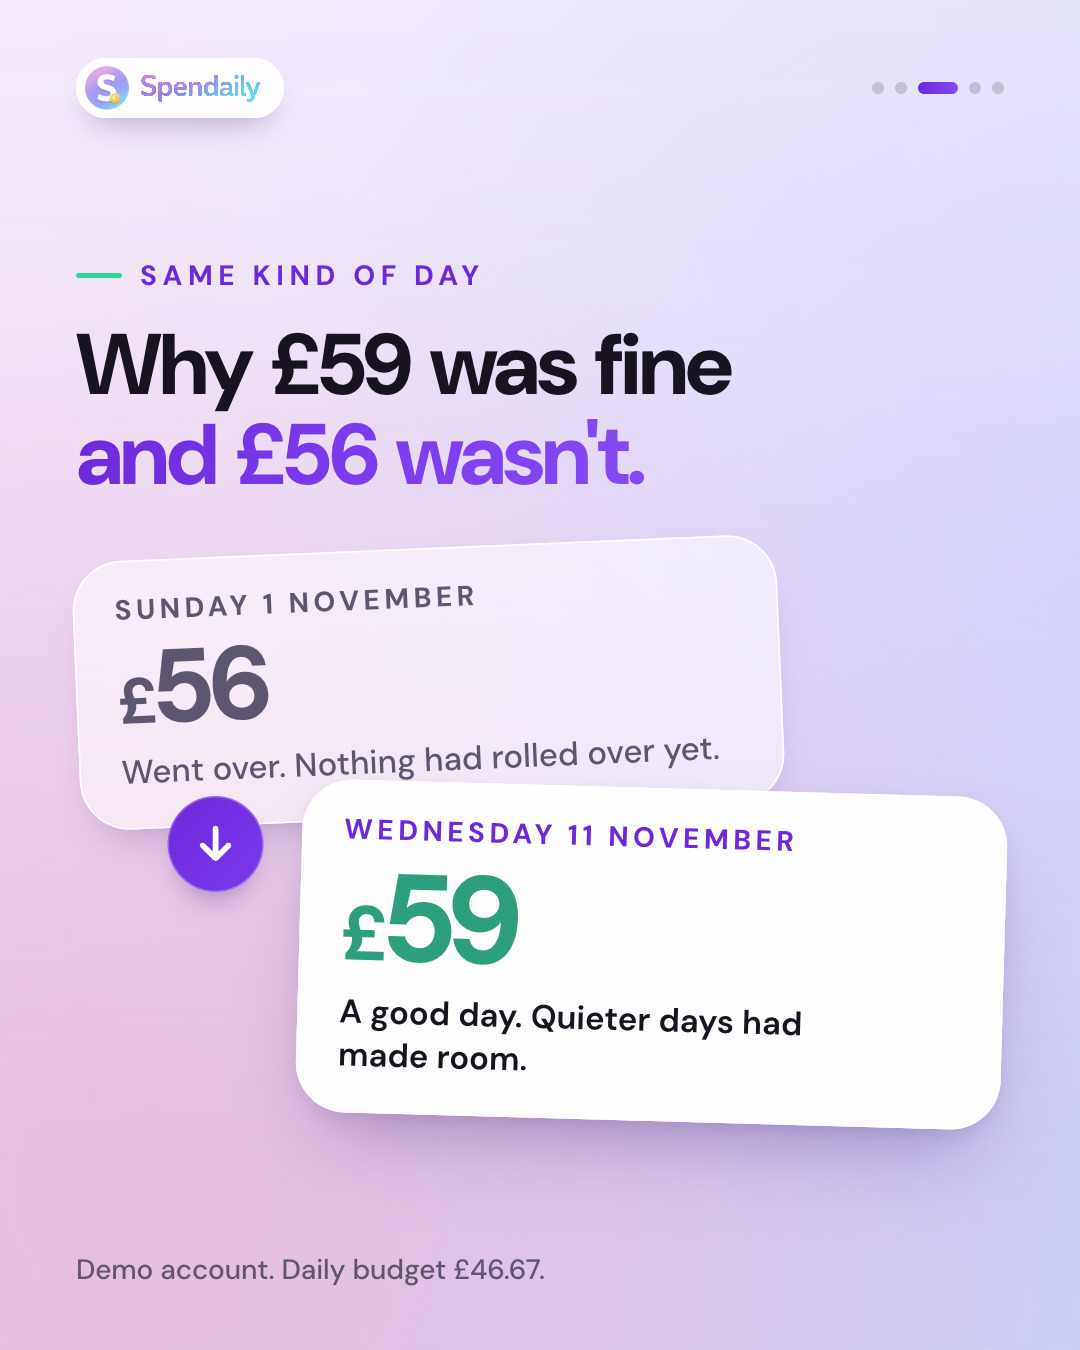 Spendaily
SAME KIND OF DAY
Why £59 was fine
and £56 wasn't.
SUNDAY 1 NOVEMBER
£56
Went over. Nothing had rolled over yet.
WEDNESDAY 11 NOVEMBER
£59
A good day. Quieter days had
made room.
Demo account. Daily budget £46.67.